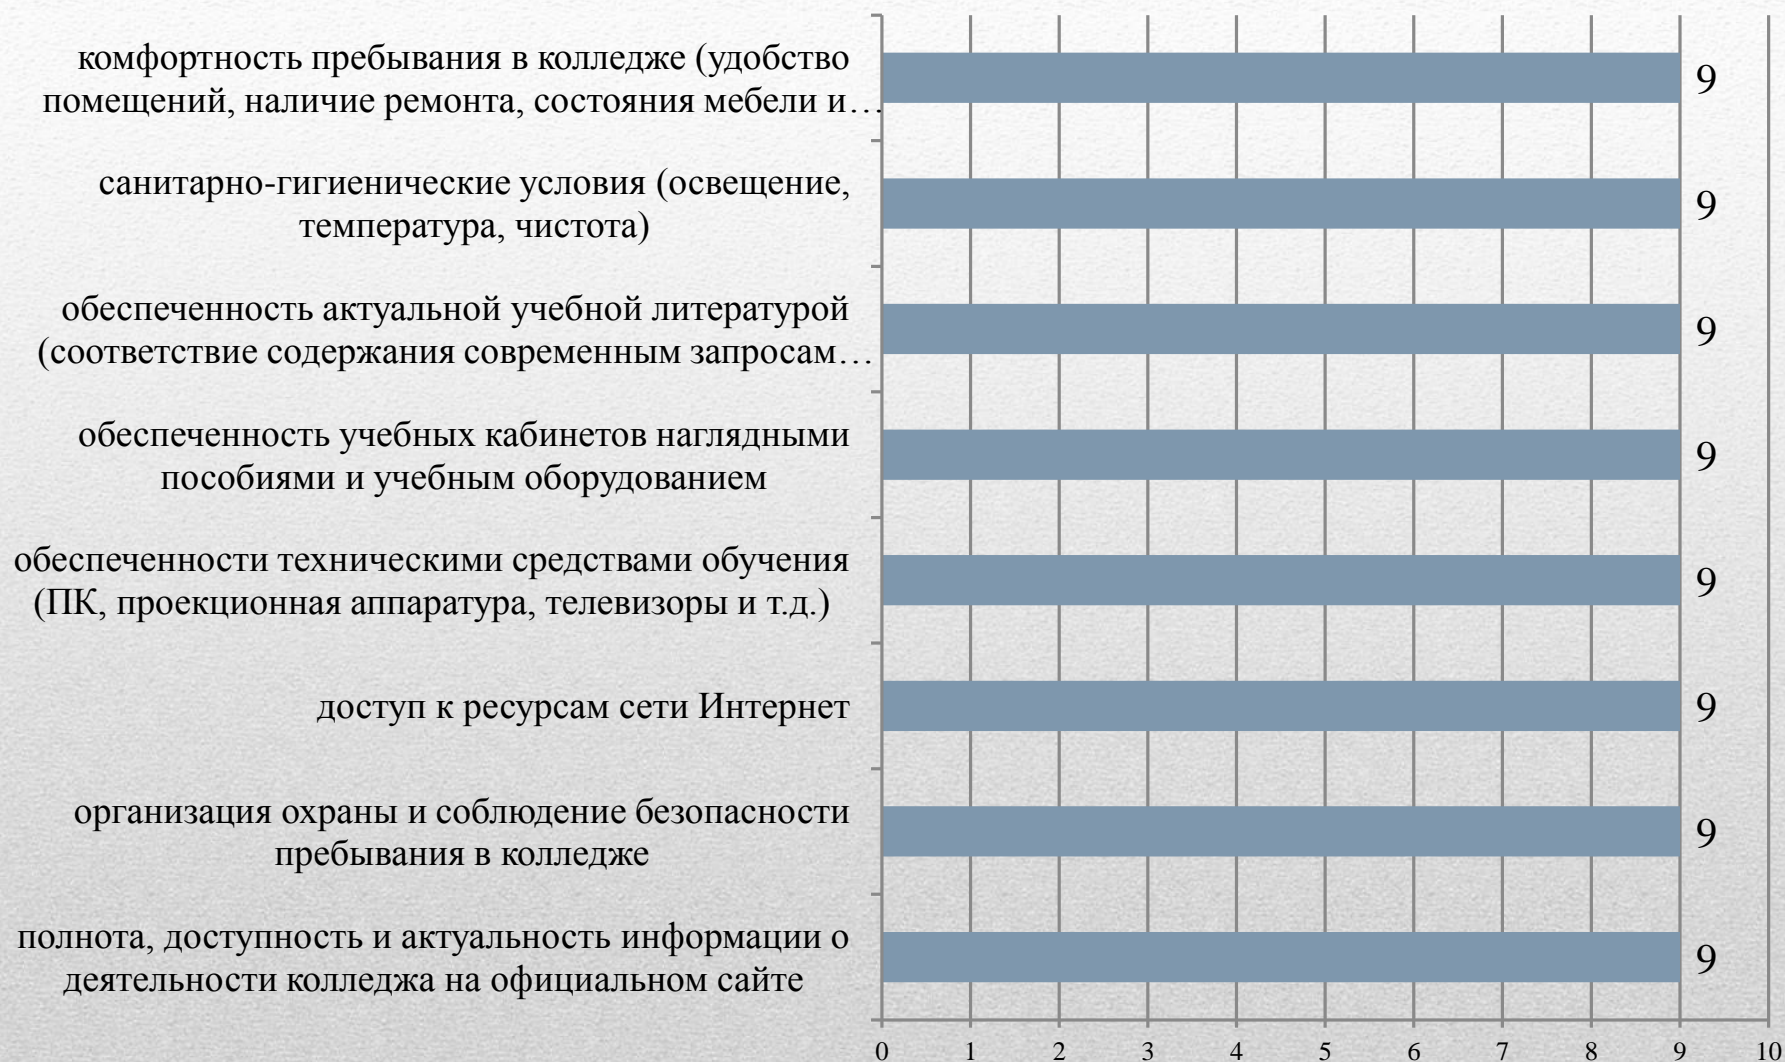 комфортность пребывания в колледже (удобство
помещений, наличие ремонта, состояния мебели и…
9
санитарно-гигиенические условия (освещение,
температура, чистота)
9
обеспеченность актуальной учебной литературой
(соответствие содержания современным запросам…
9
обеспеченность учебных кабинетов наглядными
пособиями и учебным оборудованием
9
обеспеченности техническими средствами обучения
(ПК, проекционная аппаратура, телевизоры и т.д.)
9
доступ к ресурсам сети Интернет
9
организация охраны и соблюдение безопасности
пребывания в колледже
9
полнота, доступность и актуальность информации о
деятельности колледжа на официальном сайте
9
0 1 2 3 4 5 6 7 8 9 10